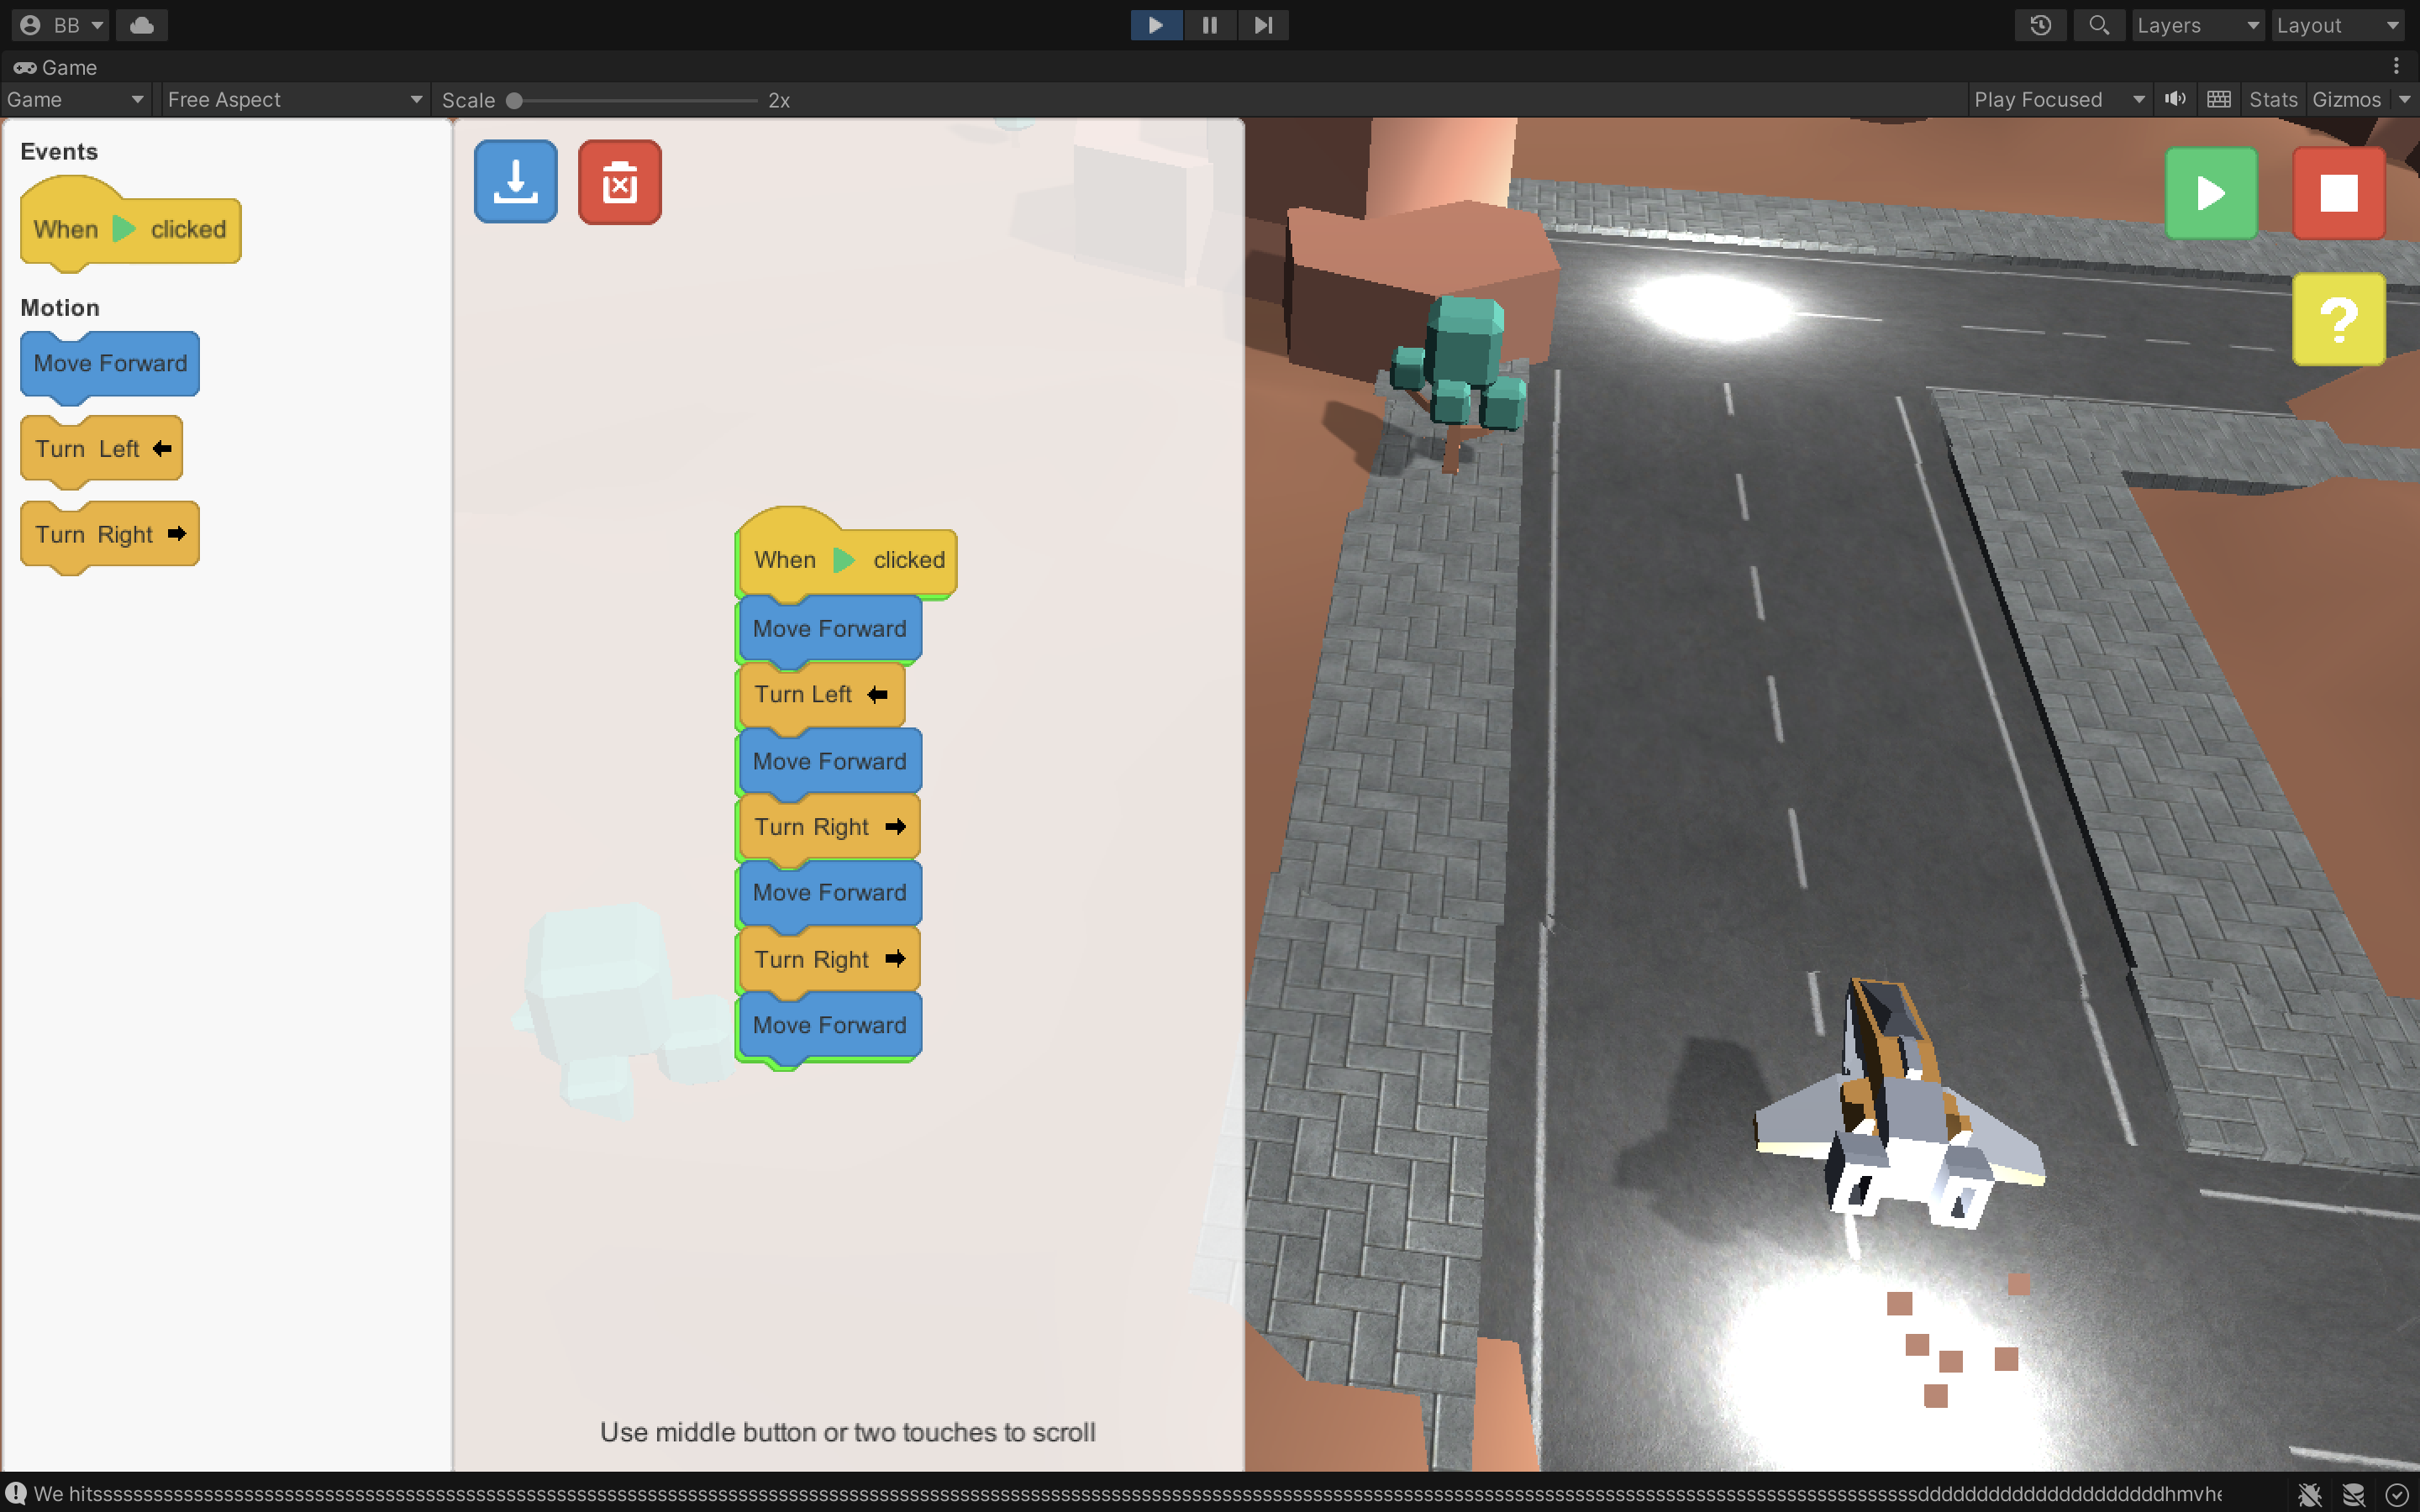 BB
Layers
Layout
Game
Game
Free Aspect
Scale
2x
Play Focused
Stats
Gizmos
Events
When clicked
Motion
Move Forward
Turn Left
Turn Right
When clicked
Move Forward
Turn Left
Move Forward
Turn Right
Move Forward
Turn Right
Move Forward
?
Use middle button or two touches to scroll
We